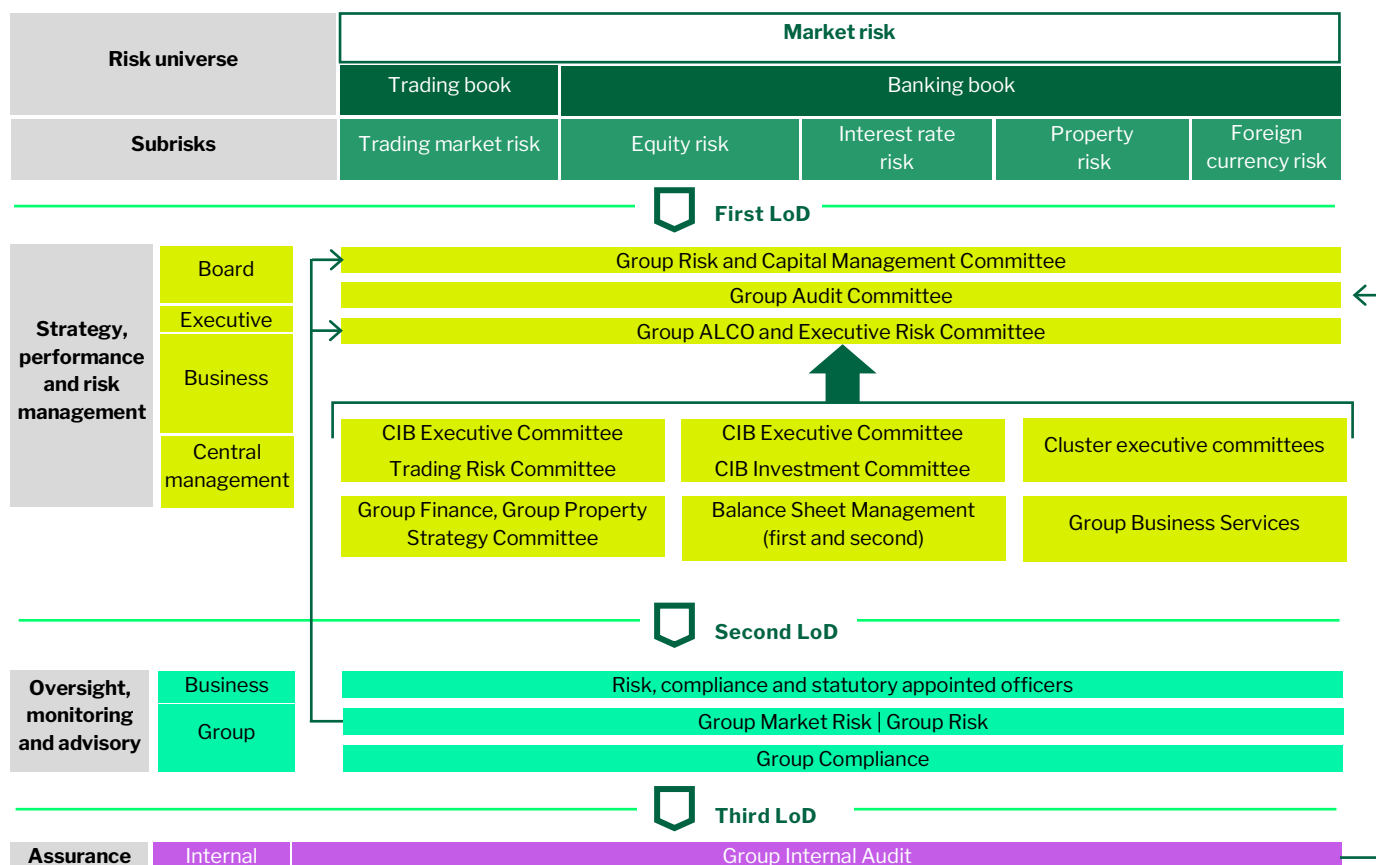 Risk universe
Market risk
Trading book
Banking book
Subrisks
Trading market risk
Equity risk
Interest rate
risk
Property
risk
Foreign
currency risk
First LoD
Strategy,
performance
and risk
management
Board
Executive
Business
Central
management
Group Risk and Capital Management Committee
Group Audit Committee
Group ALCO and Executive Risk Committee
CIB Executive Committee
Trading Risk Committee
CIB Executive Committee
CIB Investment Committee
Cluster executive committees
Group Finance, Group Property
Strategy Committee
Balance Sheet Management
(first and second)
Group Business Services
Second LoD
Oversight,
monitoring
and advisory
Business
Group
Risk, compliance and statutory appointed officers
Group Market Risk | Group Risk
Group Compliance
Third LoD
Assurance
Internal
Group Internal Audit